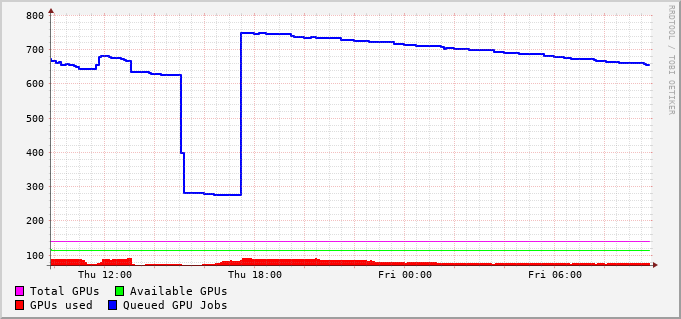 800
700
600
500
400
300
200
100
Thu 12:00 Thu 18:00 Fri 00:00 Fri 06:00
Total GPUs Available GPUs
GPUs used Queued GPU Jobs
RRDTOOL / TOBI OETIKER